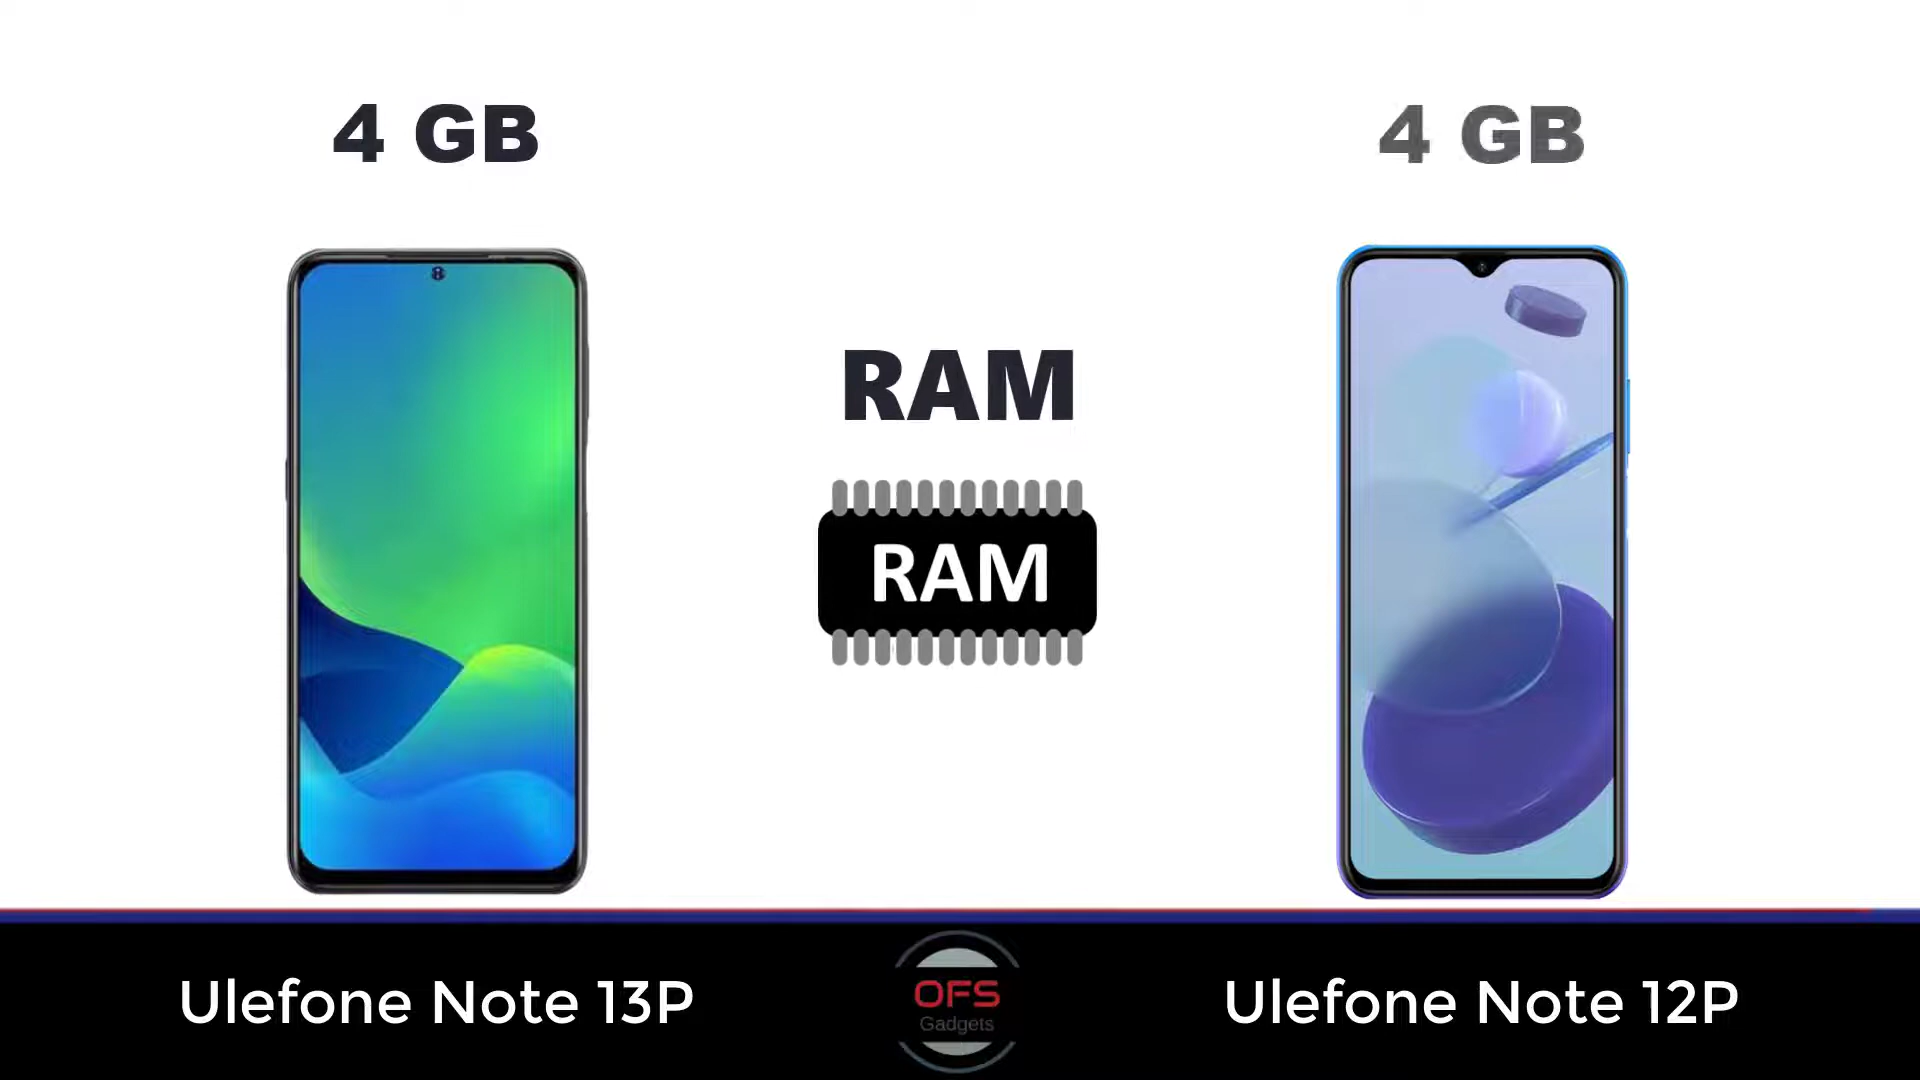 4 GB
4 GB
RAM
RAM
Ulefone Note 13P
OFS
Gadgets
Ulefone Note 12P